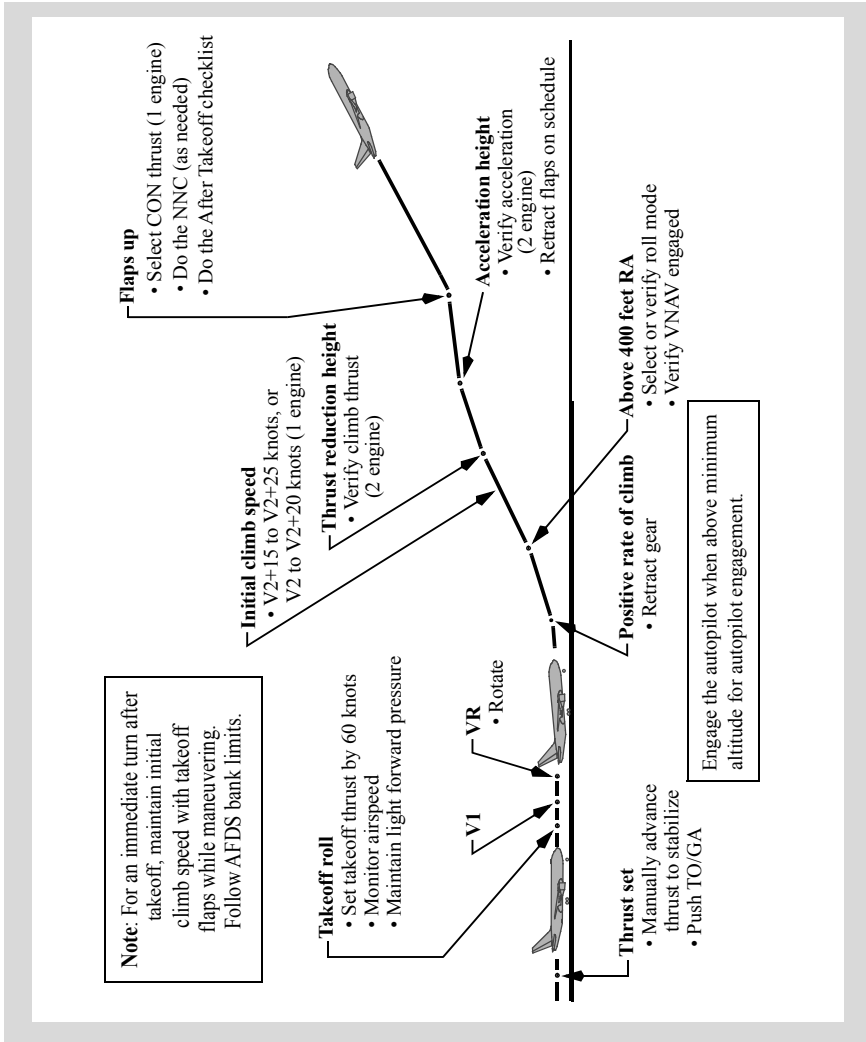 Note: For an immediate turn after
takeoff, maintain initial
climb speed with takeoff
flaps while maneuvering.
Follow AFDS bank limits.
Takeoff roll
• Set takeoff thrust by 60 knots
• Monitor airspeed
• Maintain light forward pressure
V1
VR
• Rotate
Thrust set
• Manually advance
thrust to stabilize
• Push TO/GA
Initial climb speed
• V2+15 to V2+25 knots, or
V2 to V2+20 knots (1 engine)
Thrust reduction height
• Verify climb thrust
(2 engine)
Positive rate of climb
• Retract gear
Above 400 feet RA
• Select or verify roll mode
• Verify VNAV engaged
Engage the autopilot when above minimum
altitude for autopilot engagement.
Flaps up
• Select CON thrust (1 engine)
• Do the NNC (as needed)
• Do the After Takeoff checklist
Acceleration height
• Verify acceleration
(2 engine)
• Retract flaps on schedule